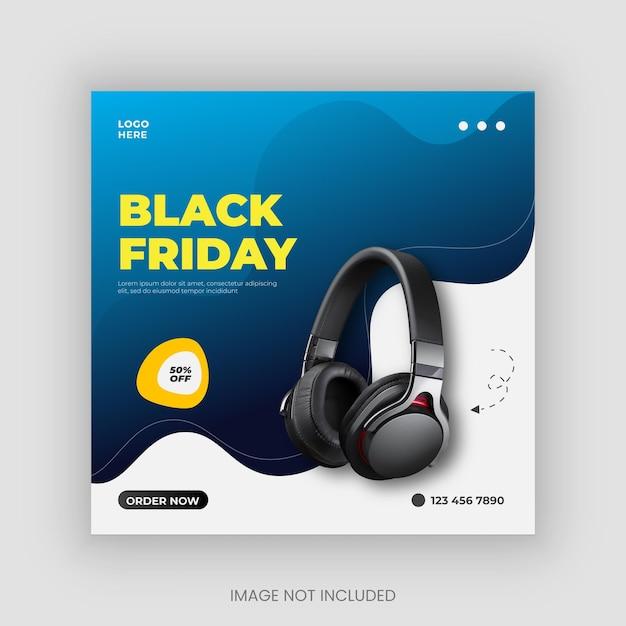 LOGO
HERE
BLACK
FRIDAY
Lorem ipsum dolor sit amet, consectetur adipiscing
elit, sed do eiusmod
50%
OFF
ORDER NOW
123 456 7890
IMAGE NOT INCLUDED